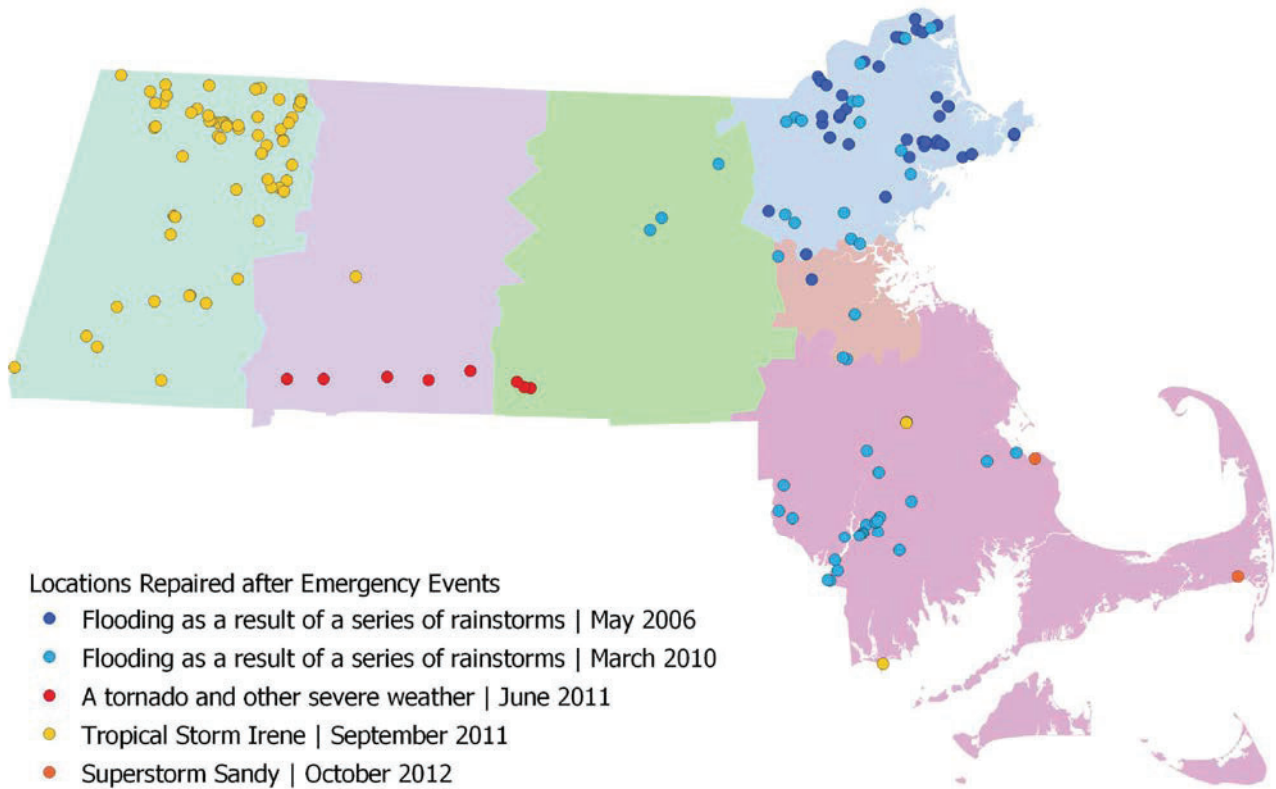 Locations Repaired after Emergency Events
Flooding as a result of a series of rainstorms | May 2006
Flooding as a result of a series of rainstorms | March 2010
A tornado and other severe weather | June 2011
Tropical Storm Irene | September 2011
Superstorm Sandy | October 2012